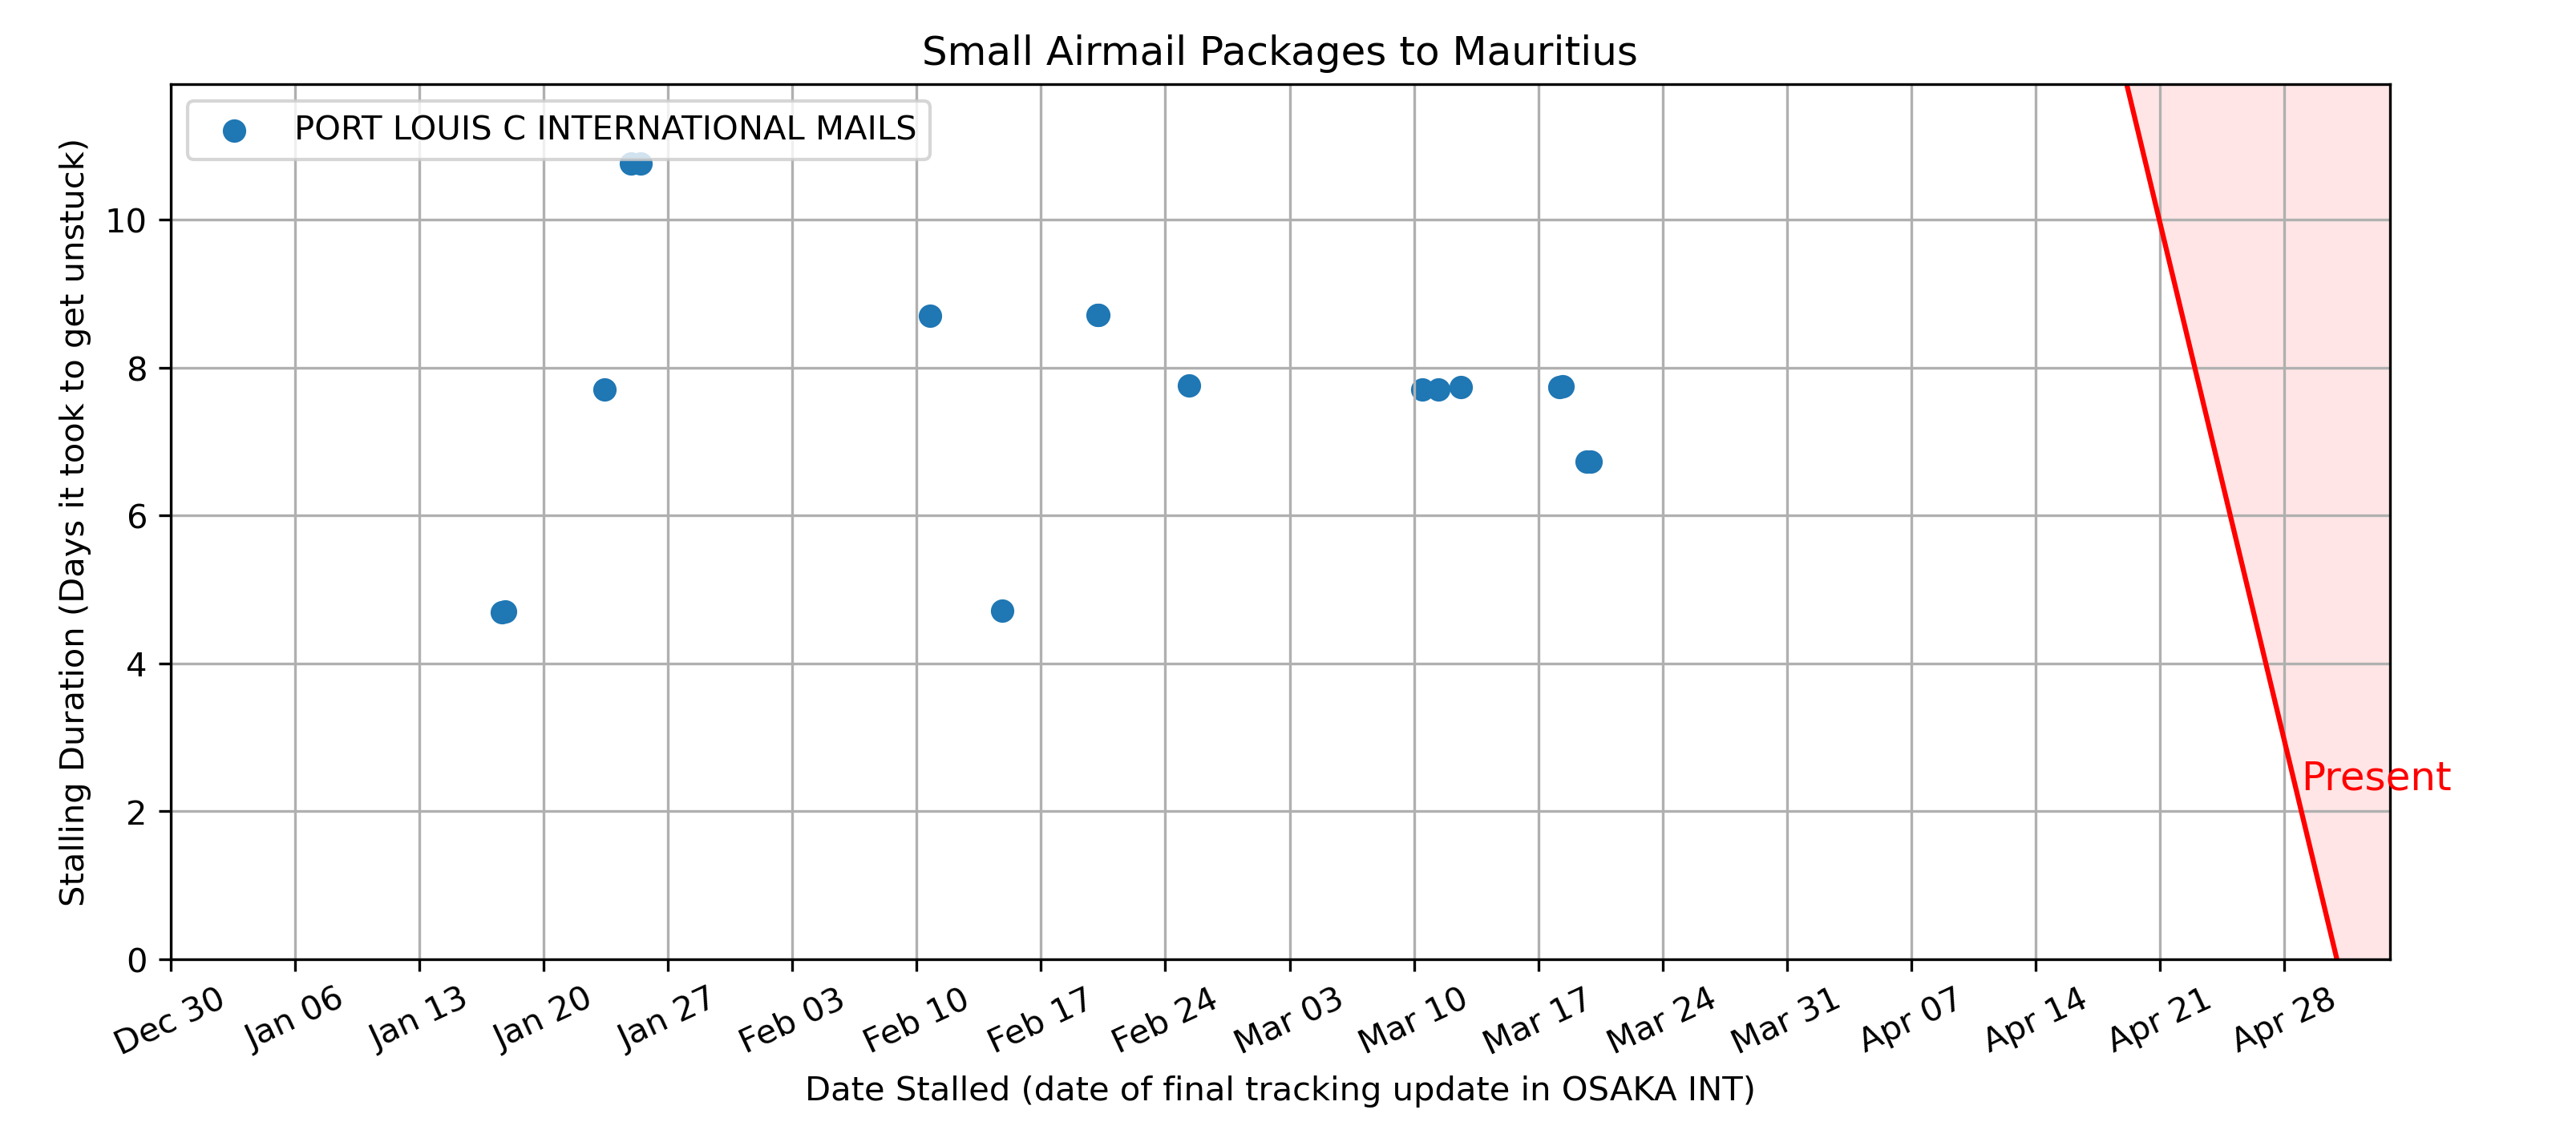 Small Airmail Packages to Mauritius
PORT LOUIS C INTERNATIONAL MAILS
Stalling Duration (Days it took to get unstuck)
10
8
6
4
2
0
Present
Dec 30
Jan 06
Jan 13
Jan 20
Jan 27
Feb 03
Feb 10
Feb 17
Feb 24
Mar 03
Mar 10
Mar 17
Mar 24
Mar 31
Apr 07
Apr 14
Apr 21
Apr 28
Date Stalled (date of final tracking update in OSAKA INT)